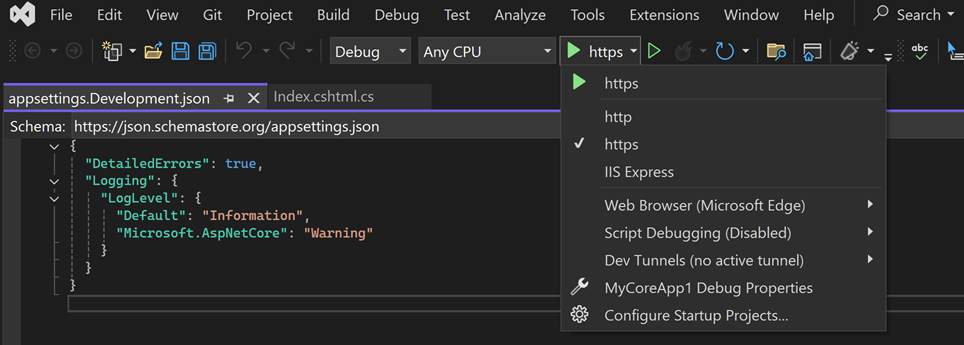 File Edit View Git Project Build Debug Test Analyze Tools Extensions Window Help Search
Debug Any CPU https abc
appsettings.Development.json Index.cshtml.cs
Schema: https://json.schemastore.org/appsettings.json
{
"DetailedErrors": true,
"Logging": {
"LogLevel": {
"Default": "Information",
"Microsoft.AspNetCore": "Warning"
}
}
}
https
http
https
IIS Express
Web Browser (Microsoft Edge)
Script Debugging (Disabled)
Dev Tunnels (no active tunnel)
MyCoreApp1 Debug Properties
Configure Startup Projects...